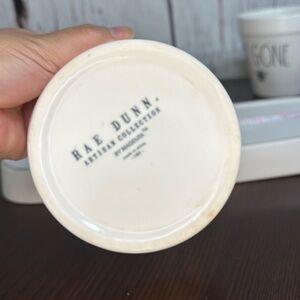 RAE DUNN.
ARTISAN COLLECTION
BY MAGENTA
GONE